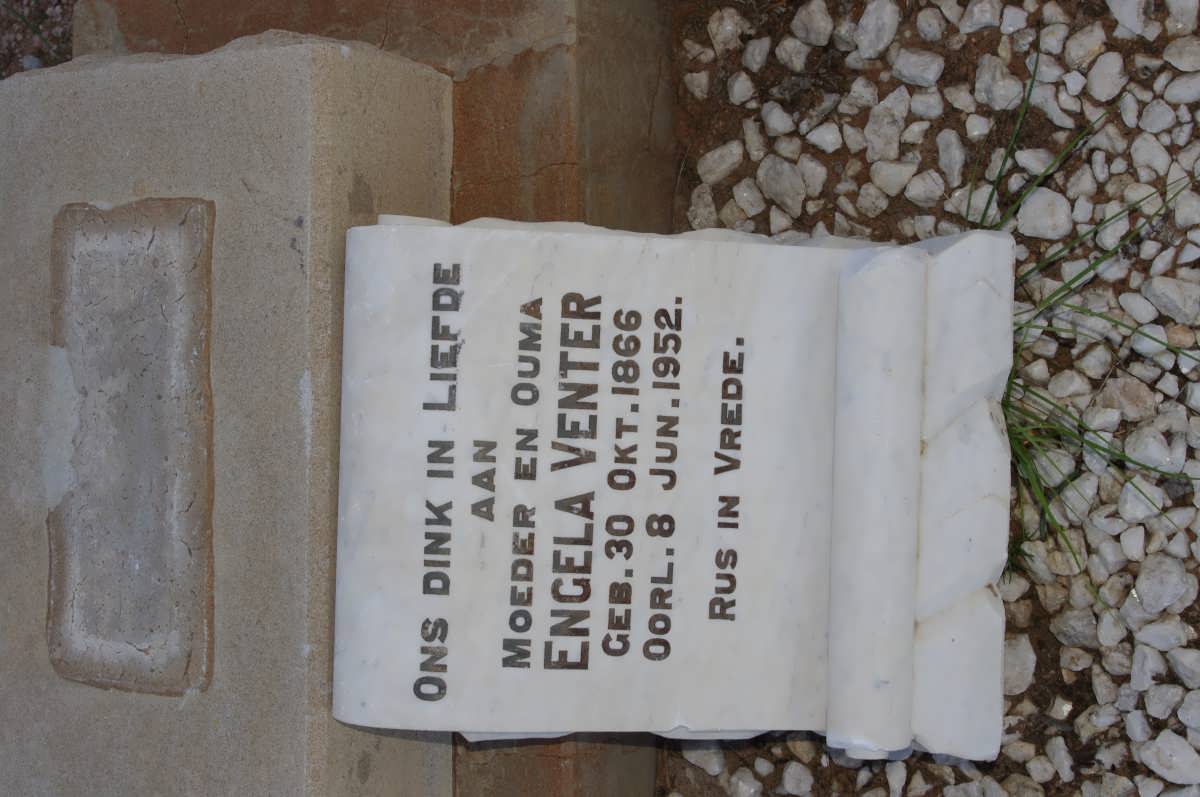 ONS DINK IN LIEFDE
AAN
MOEDER EN OUMA
ENGELA VENTER
GEB. 30 OKT. 1866
OORL. 8 JUN. 1952.
RUS IN VREDE.